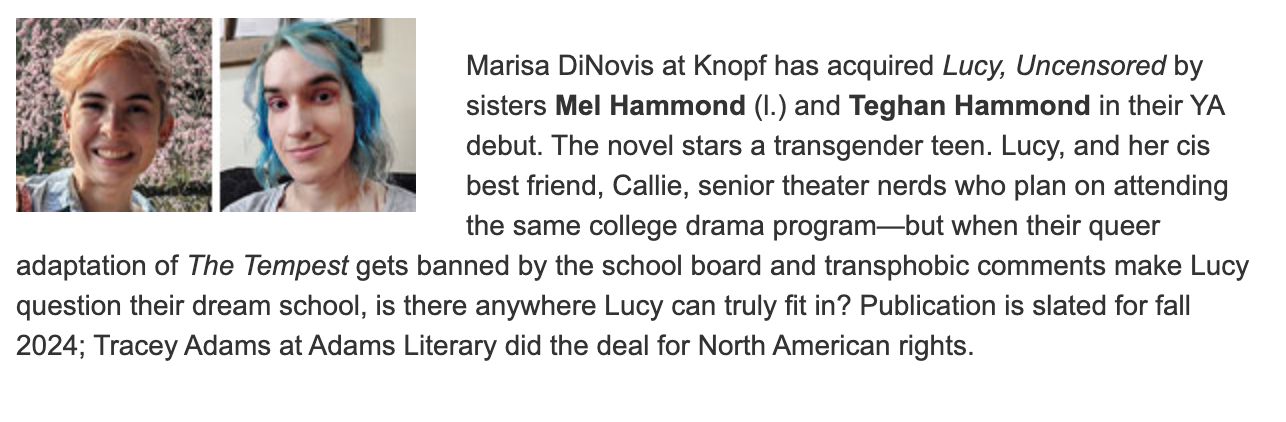 Marisa DiNovis at Knopf has acquired Lucy, Uncensored by
sisters Mel Hammond (l.) and Teghan Hammond in their YA
debut. The novel stars a transgender teen. Lucy, and her cis
best friend, Callie, senior theater nerds who plan on attending
the same college drama program—but when their queer
adaptation of The Tempest gets banned by the school board and transphobic comments make Lucy
question their dream school, is there anywhere Lucy can truly fit in? Publication is slated for fall
2024; Tracey Adams at Adams Literary did the deal for North American rights.